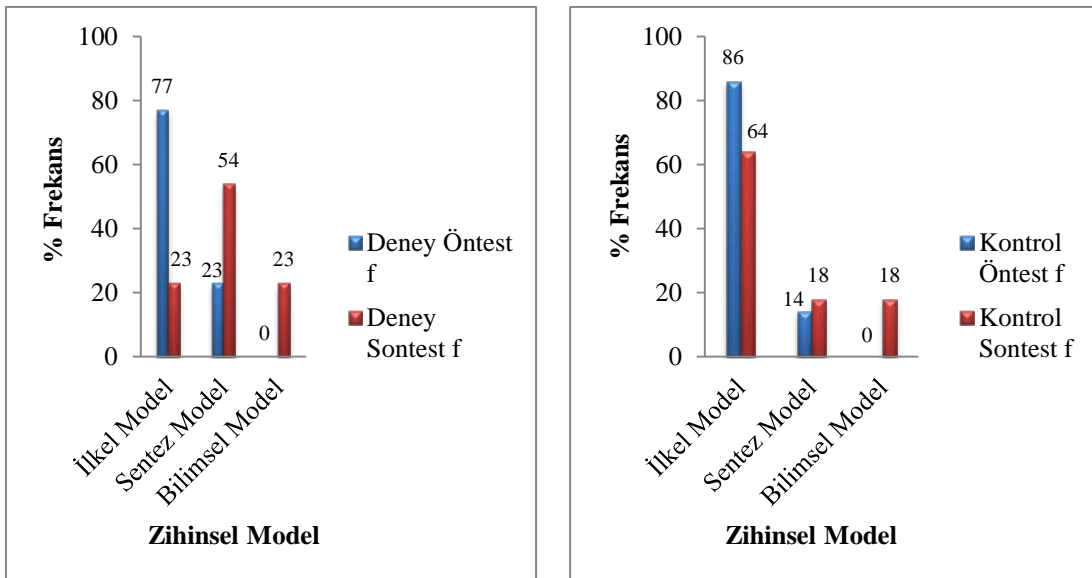 100
80
60
40
20
0
% Frekans
77
23
23
54
0
23
İlkel Model
Sentez Model
Bilimsel Model
Zihinsel Model
Deney Öntest
f
Deney
Sontest f
100
80
60
40
20
0
% Frekans
86
64
14
18
0
18
İlkel Model
Sentez Model
Bilimsel Model
Zihinsel Model
Kontrol
Öntest f
Kontrol
Sontest f